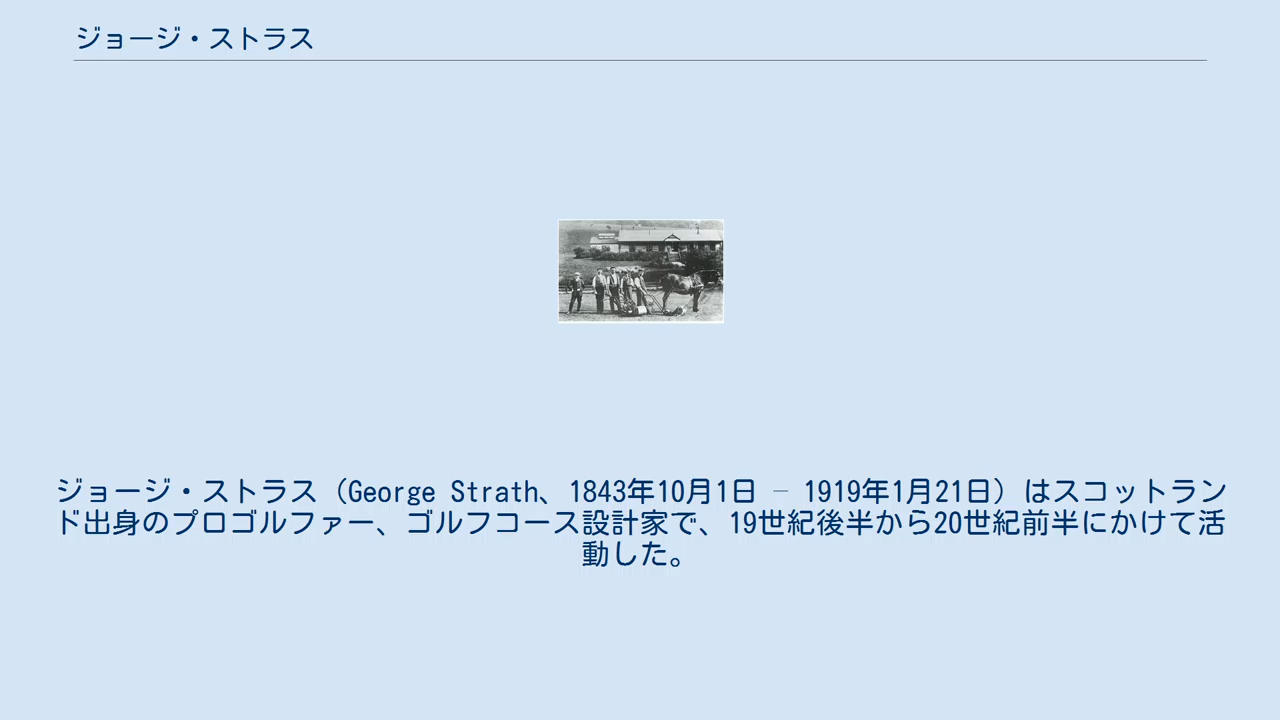 ジョージ・ストラス
ジョージ・ストラス（George Strath、1843年10月1日 – 1919年1月21日）はスコットラン
ド出身のプロゴルファー、ゴルフコース設計家で、19世紀後半から20世紀前半にかけて活
動した。